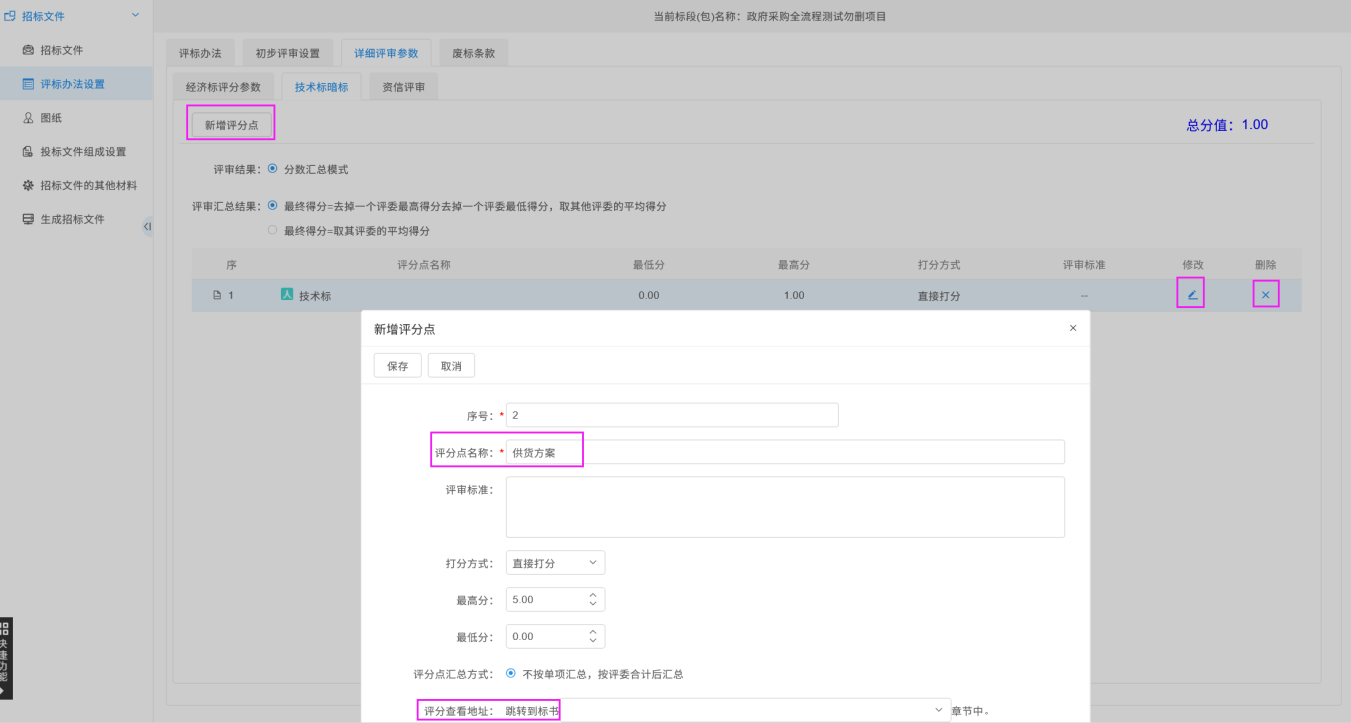 招标文件
当前标段(包)名称：政府采购全流程测试勿删项目
招标文件
评标办法设置
图纸
投标文件组成设置
招标文件的其他材料
生成招标文件
评标办法
初步评审设置
详细评审参数
废标条款
经济标评分参数
技术标暗标
资信评审
新增评分点
总分值：1.00
评审结果：
分数汇总模式
评审汇总结果：
最终得分=去掉一个评委最高得分去掉一个评委最低得分，取其他评委的平均得分
最终得分=取其评委的平均得分
序 评分点名称 最低分 最高分 打分方式 评审标准 修改 删除
1 技术标 0.00 1.00 直接打分 --
新增评分点
保存 取消
序号：* 2
评分点名称：* 供货方案
评审标准：
打分方式： 直接打分
最高分： 5.00
最低分： 0.00
评分点汇总方式： 不按单项汇总，按评委合计后汇总
评分查看地址： 跳转到标书 章节中。
快捷功能